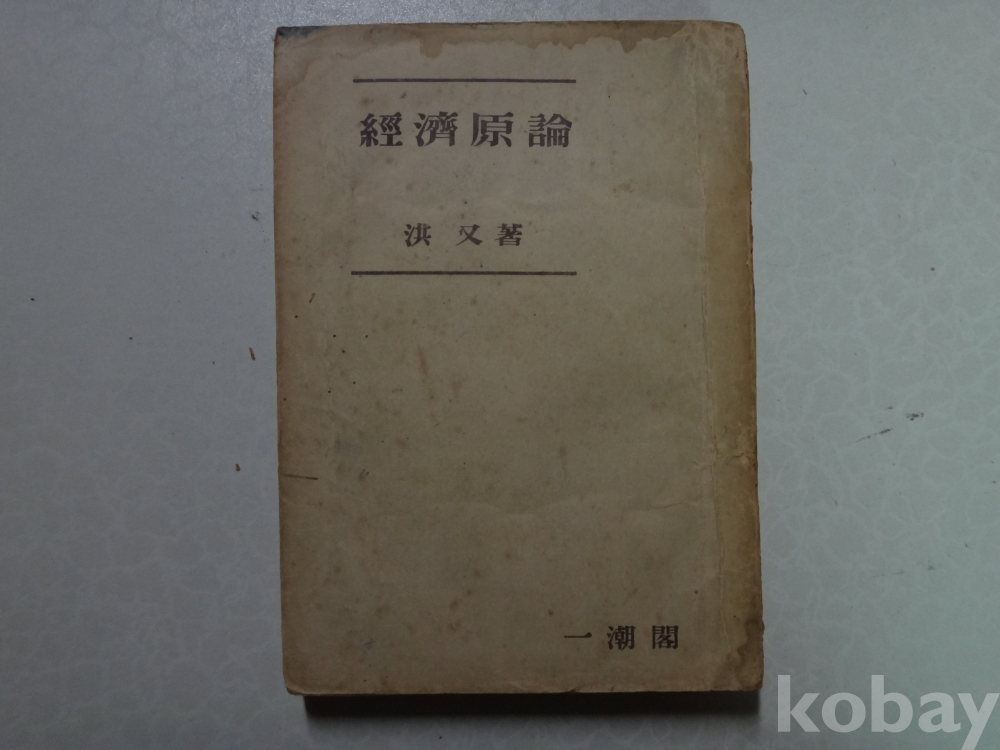 經濟原論
洪 又 著
一潮閣
kobay